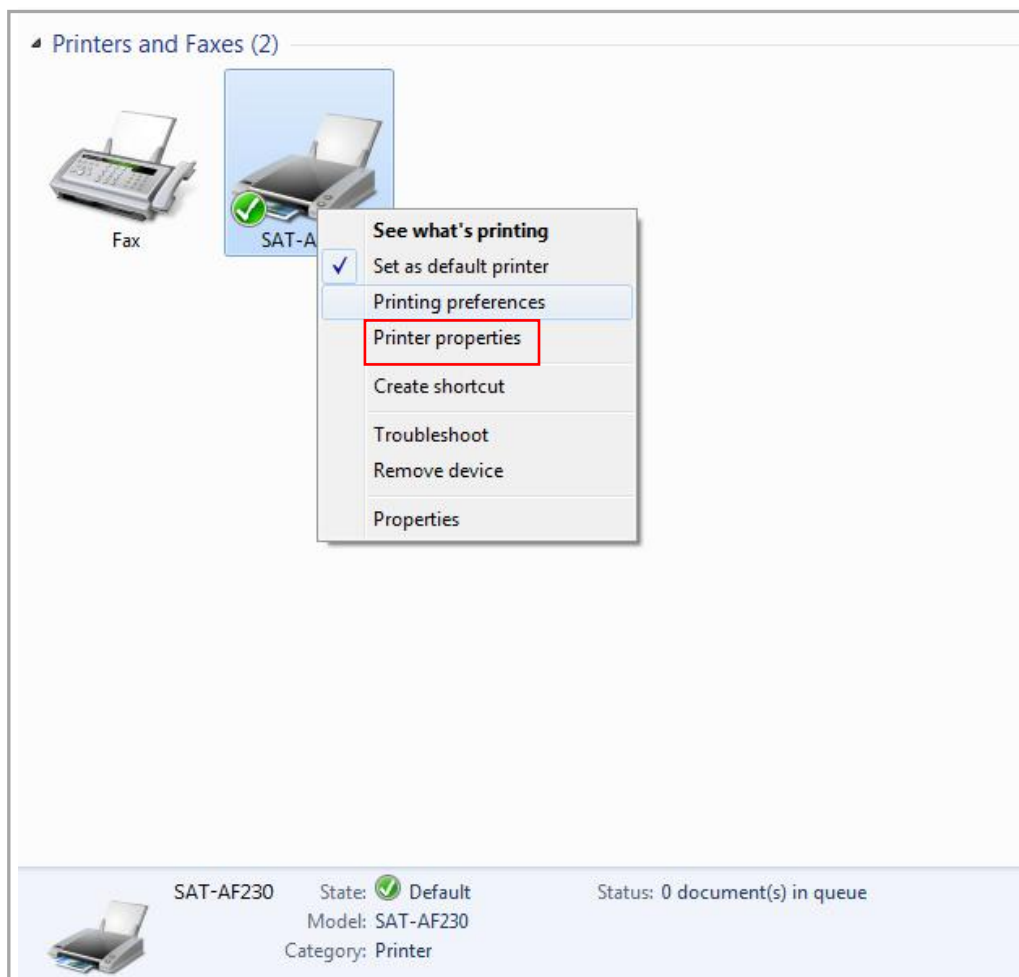 Printers and Faxes (2)
Fax
SAT-A
See what's printing
Set as default printer
Printing preferences
Printer properties
Create shortcut
Troubleshoot
Remove device
Properties
SAT-AF230 State: Default Status: 0 document(s) in queue
Model: SAT-AF230
Category: Printer